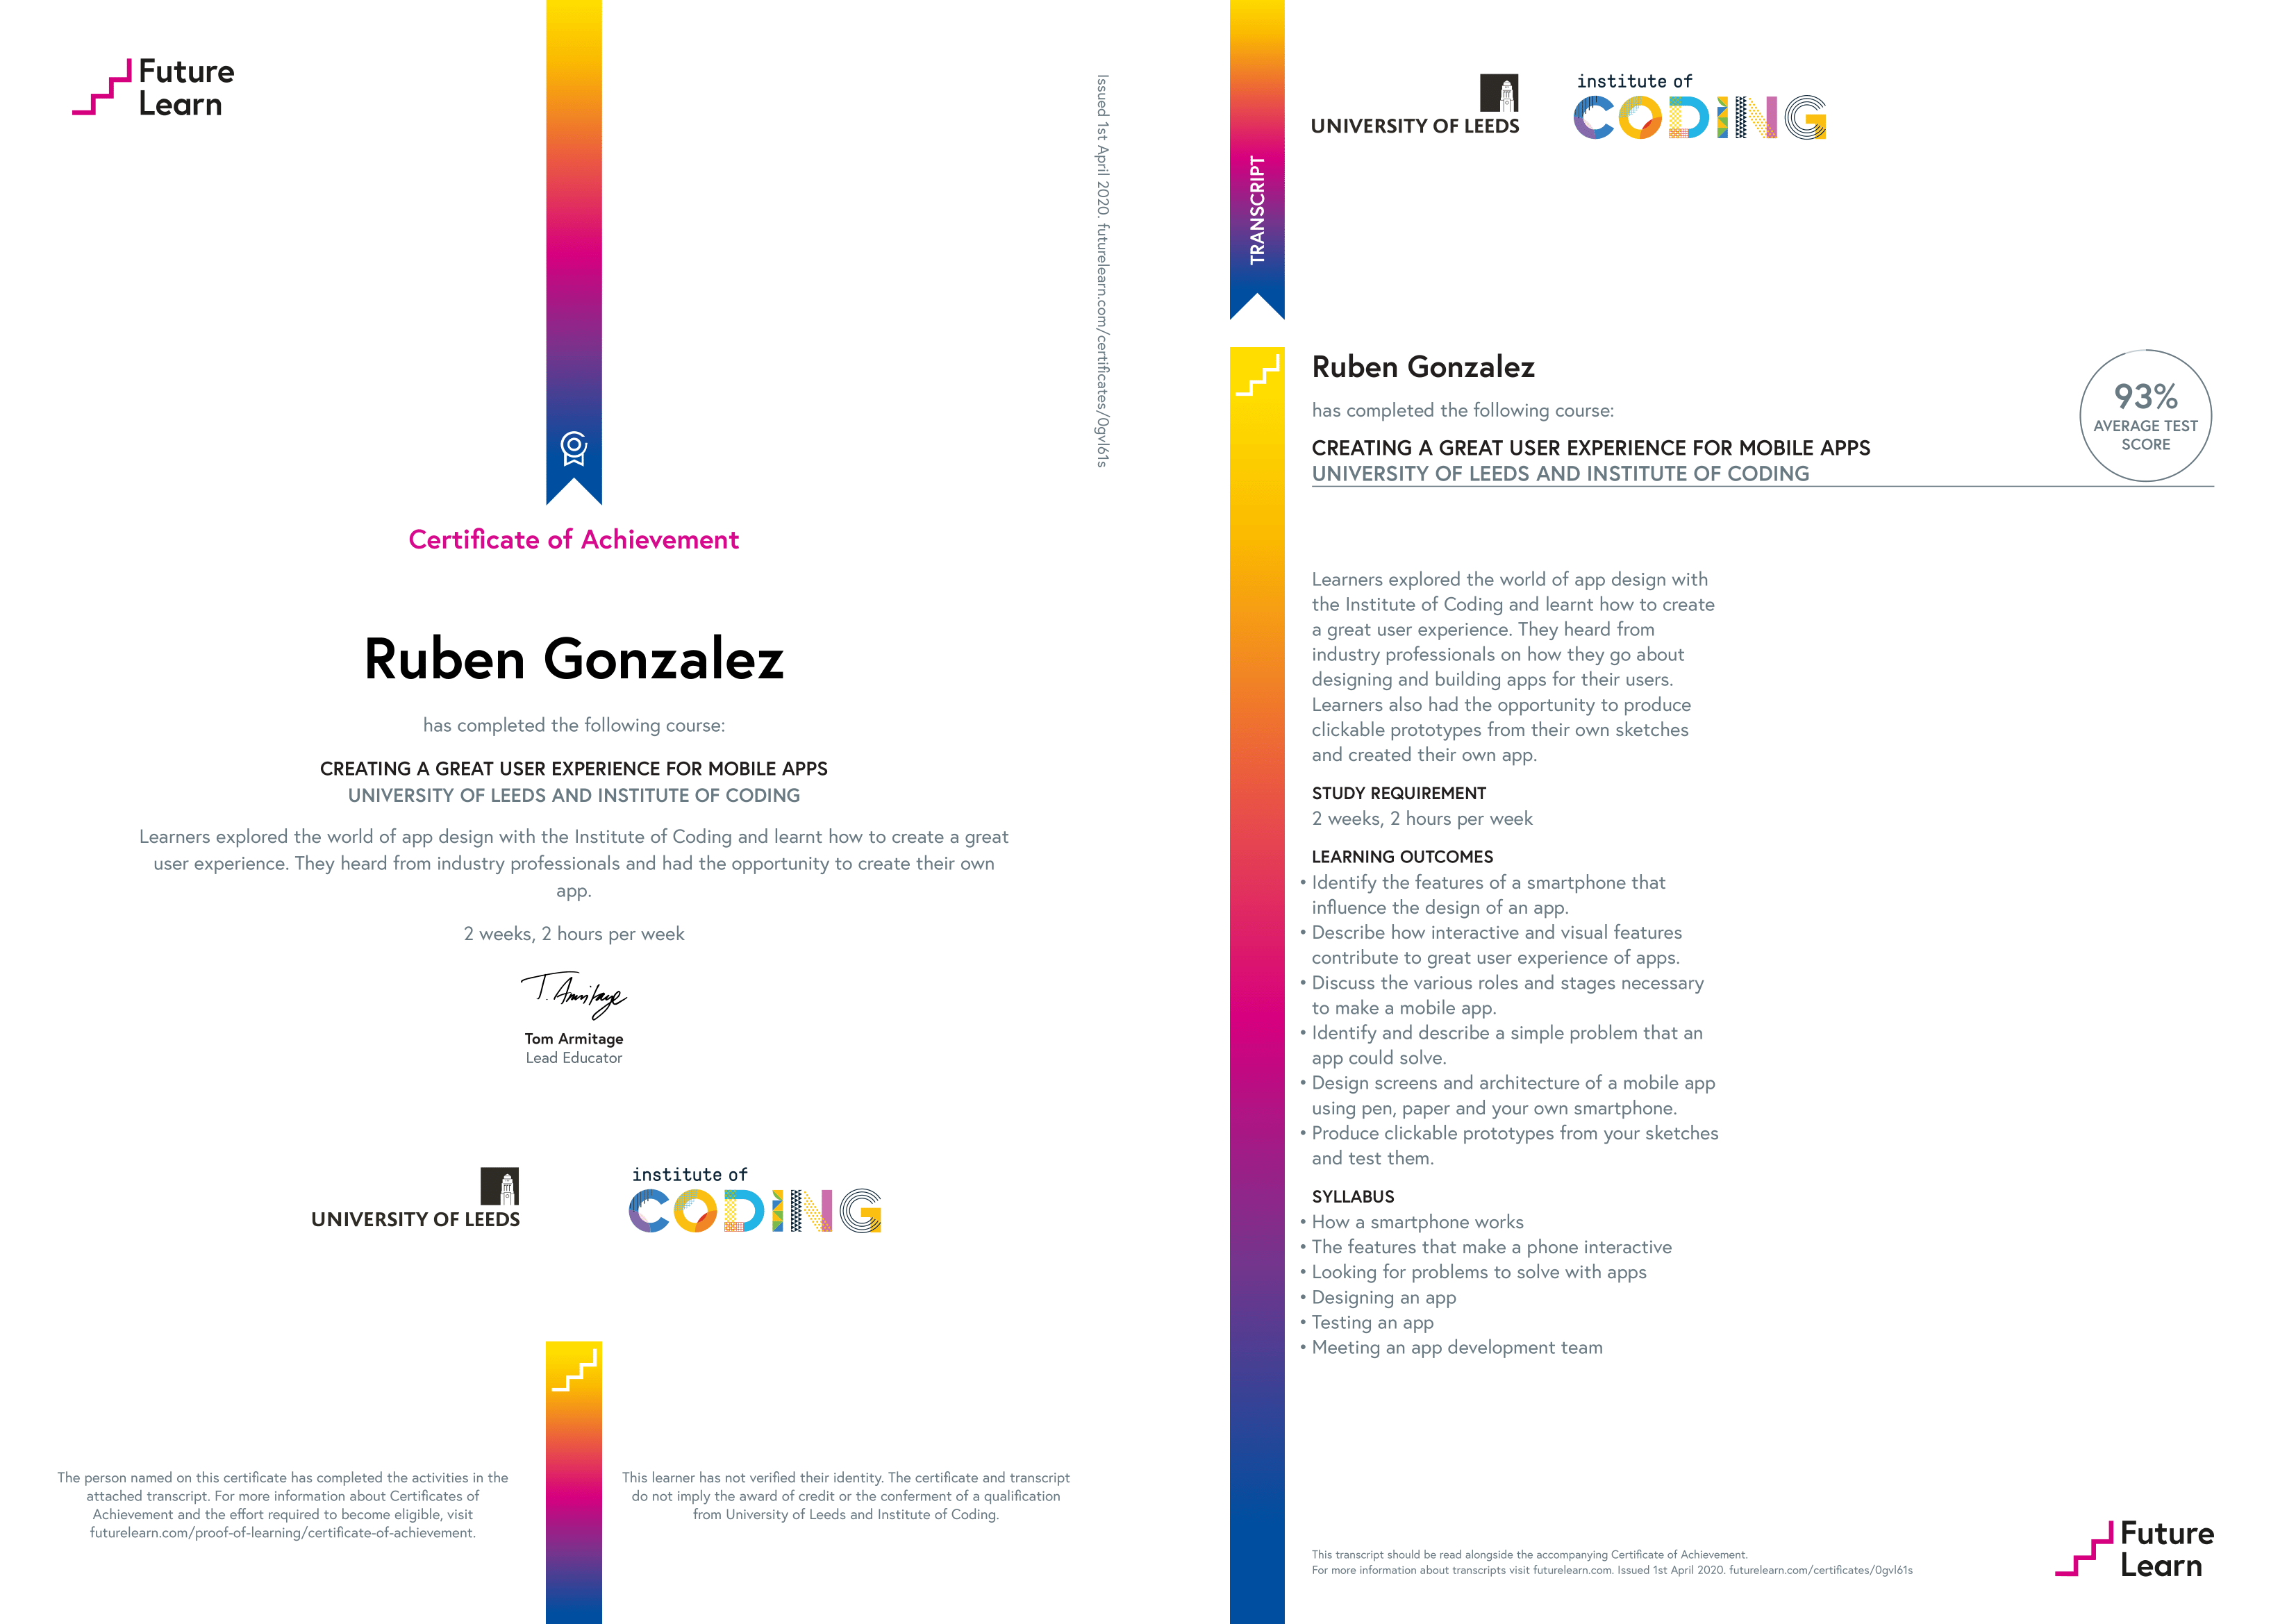 Future
Learn
Issued 1st April 2020. futurelearn.com/certificates/0gvl61s
Certificate of Achievement
Ruben Gonzalez
has completed the following course:
CREATING A GREAT USER EXPERIENCE FOR MOBILE APPS
UNIVERSITY OF LEEDS AND INSTITUTE OF CODING
Learners explored the world of app design with the Institute of Coding and learnt how to create a great
user experience. They heard from industry professionals and had the opportunity to create their own
app.
2 weeks, 2 hours per week
T. Armitage
Tom Armitage
Lead Educator
UNIVERSITY OF LEEDS
institute of
CODING
The person named on this certificate has completed the activities in the
attached transcript. For more information about Certificates of
Achievement and the effort required to become eligible, visit
futurelearn.com/proof-of-learning/certificate-of-achievement.
This learner has not verified their identity. The certificate and transcript
do not imply the award of credit or the conferment of a qualification
from University of Leeds and Institute of Coding.
TRANSCRIPT
UNIVERSITY OF LEEDS
institute of
CODING
Ruben Gonzalez
has completed the following course:
CREATING A GREAT USER EXPERIENCE FOR MOBILE APPS
UNIVERSITY OF LEEDS AND INSTITUTE OF CODING
93%
AVERAGE TEST
SCORE
Learners explored the world of app design with
the Institute of Coding and learnt how to create
a great user experience. They heard from
industry professionals on how they go about
designing and building apps for their users.
Learners also had the opportunity to produce
clickable prototypes from their own sketches
and created their own app.
STUDY REQUIREMENT
2 weeks, 2 hours per week
LEARNING OUTCOMES
• Identify the features of a smartphone that
influence the design of an app.
• Describe how interactive and visual features
contribute to great user experience of apps.
• Discuss the various roles and stages necessary
to make a mobile app.
• Identify and describe a simple problem that an
app could solve.
• Design screens and architecture of a mobile app
using pen, paper and your own smartphone.
• Produce clickable prototypes from your sketches
and test them.
SYLLABUS
• How a smartphone works
• The features that make a phone interactive
• Looking for problems to solve with apps
• Designing an app
• Testing an app
• Meeting an app development team
This transcript should be read alongside the accompanying Certificate of Achievement.
For more information about transcripts visit futurelearn.com. Issued 1st April 2020. futurelearn.com/certificates/0gvl61s
Future
Learn